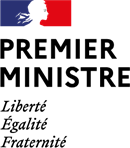 PREMIER
MINISTRE
Liberté
Égalité
Fraternité